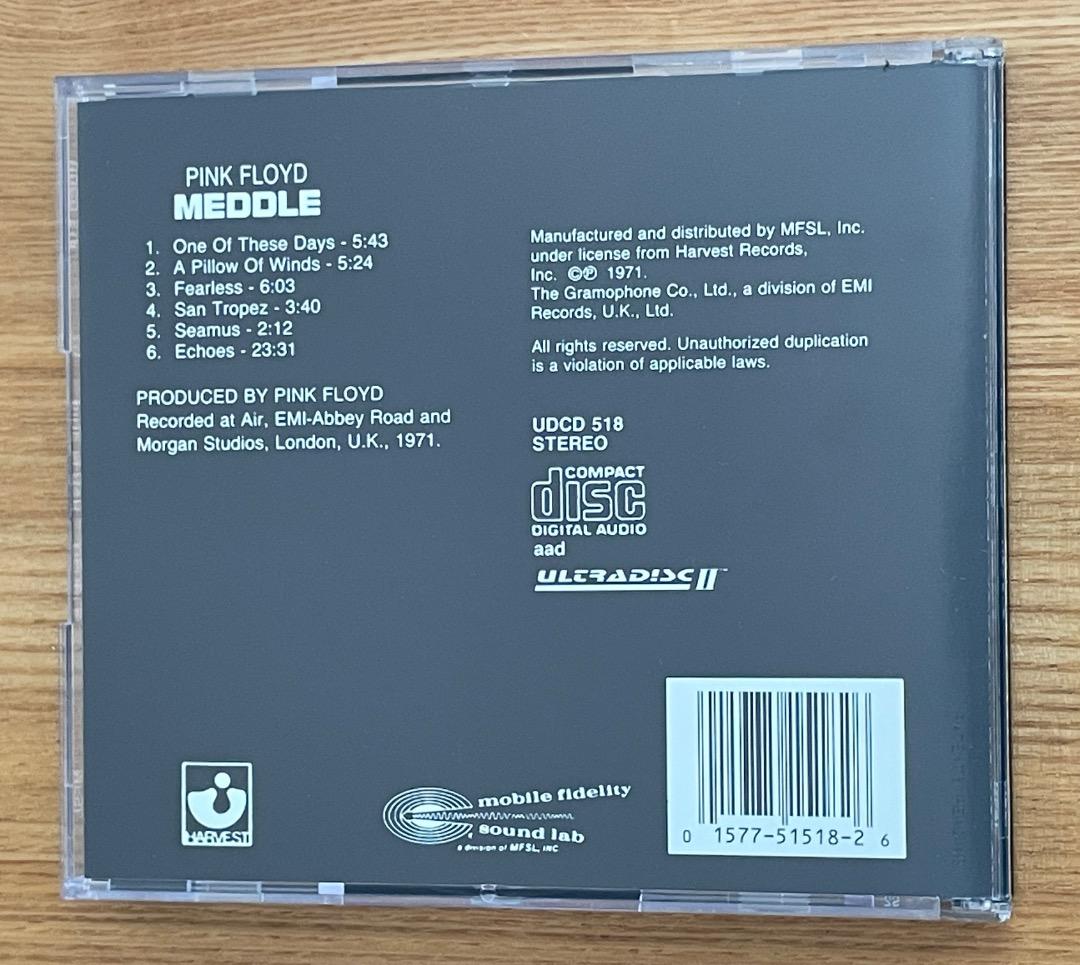 PINK FLOYD
MEDDLE
1. One Of These Days - 5:43
2. A Pillow Of Winds - 5:24
3. Fearless - 6:03
4. San Tropez - 3:40
5. Seamus - 2:12
6. Echoes - 23:31
PRODUCED BY PINK FLOYD
Recorded at Air, EMI-Abbey Road and
Morgan Studios, London, U.K., 1971.
Manufactured and distributed by MFSL, Inc.
under license from Harvest Records,
Inc. ©℗ 1971.
The Gramophone Co., Ltd., a division of EMI
Records, U.K., Ltd.
All rights reserved. Unauthorized duplication
is a violation of applicable laws.
UDCD 518
STEREO
COMPACT
disc
DIGITAL AUDIO
aad
ULTRADISC II™
HARVEST
mobile fidelity
sound lab
a division of MFSL, INC
0 1577-51518-2 6